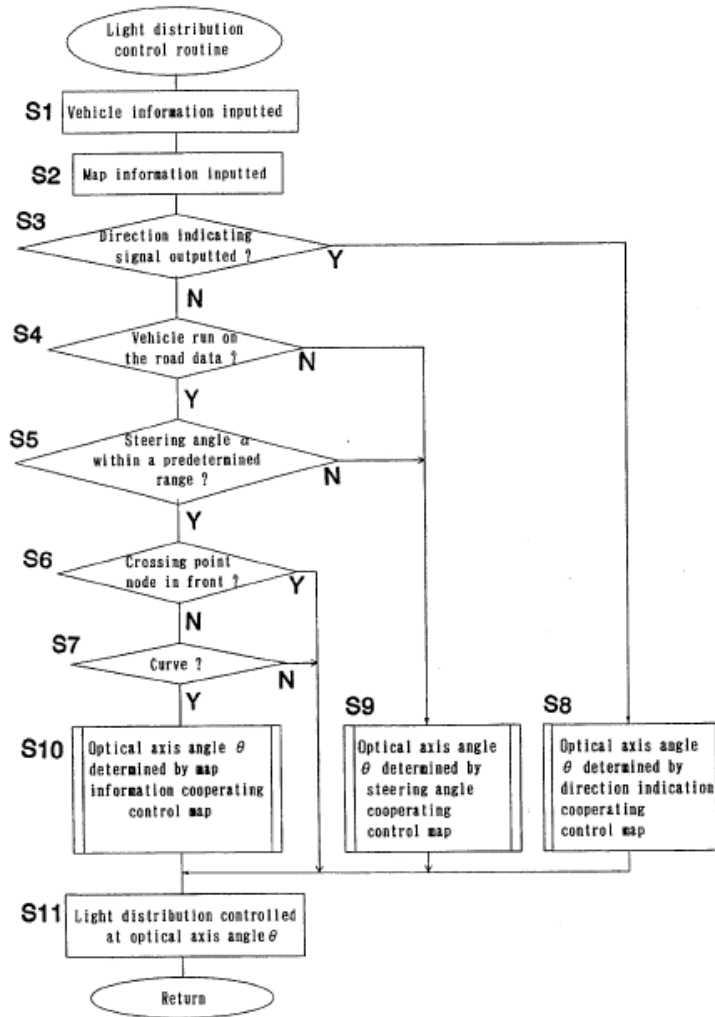 Light distribution
control routine
S1
Vehicle information inputted
S2
Map information inputted
S3
Direction indicating
signal outputted ?
Y
N
S4
Vehicle run on
the road data ?
N
Y
S5
Steering angle α
within a predetermined
range ?
N
Y
S6
Crossing point
node in front ?
Y
N
S7
Curve ?
N
Y
S10
Optical axis angle θ
determined by map
information cooperating
control map
S9
Optical axis angle
θ determined by
steering angle
cooperating
control map
S8
Optical axis angle
θ determined by
direction indication
cooperating
control map
S11
Light distribution controlled
at optical axis angle θ
Return